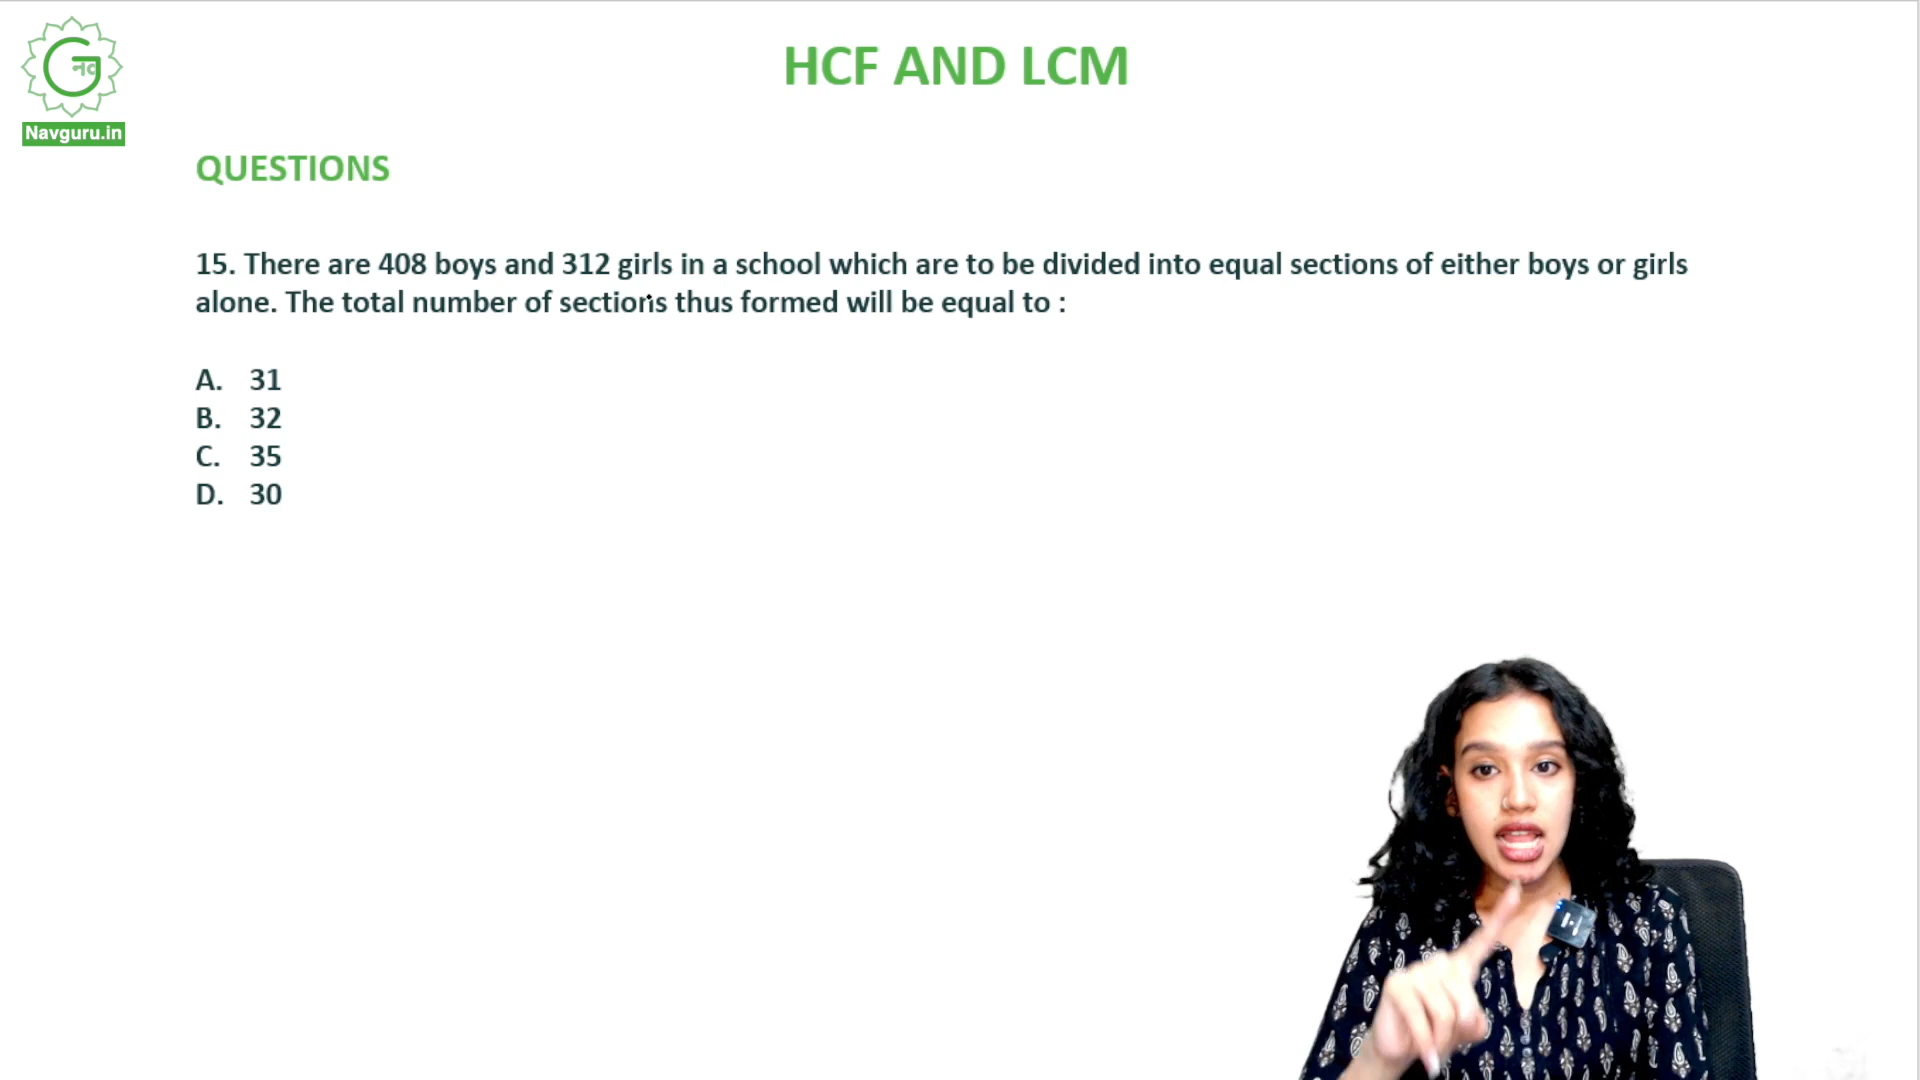 नव
Navguru.in
HCF AND LCM
QUESTIONS
15. There are 408 boys and 312 girls in a school which are to be divided into equal sections of either boys or girls
alone. The total number of sections thus formed will be equal to :
A. 31
B. 32
C. 35
D. 30